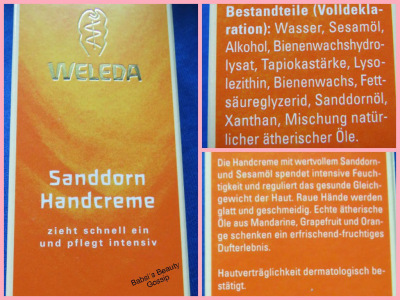 WELEDA
Sanddorn
Handcreme
zieht schnell ein
und pflegt intensiv
Babsi´s Beauty
Gossip
Bestandteile (Volldekla-
ration): Wasser, Sesamöl,
Alkohol, Bienenwachshydro-
lysat, Tapiokastärke, Lyso-
lezithin, Bienenwachs, Fett-
säureglyzerid, Sanddornöl,
Xanthan, Mischung natür-
licher ätherischer Öle.
Die Handcreme mit wertvollem Sanddorn-
und Sesamöl spendet intensive Feuch-
tigkeit und reguliert das gesunde Gleich-
gewicht der Haut. Raue Hände werden
glatt und geschmeidig. Echte ätherische
Öle aus Mandarine, Grapefruit und Oran-
ge schenken ein erfrischend-fruchtiges
Dufterlebnis.
Hautverträglichkeit dermatologisch be-
stätigt.